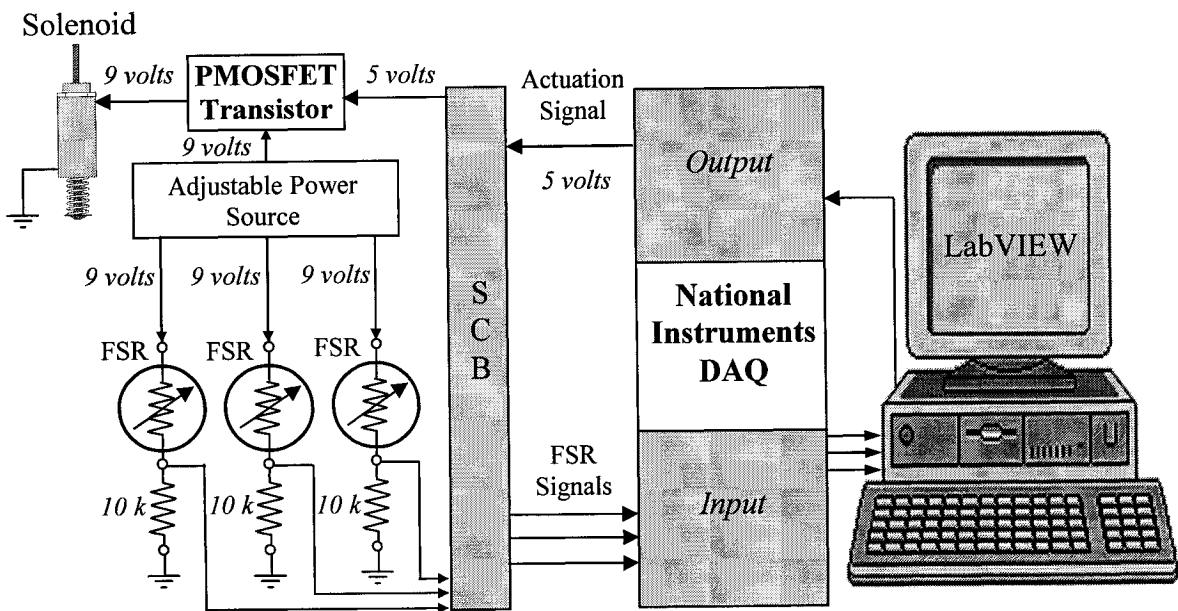 Solenoid
9 volts
PMOSFET
Transistor
5 volts
9 volts
Adjustable Power
Source
9 volts
9 volts
9 volts
FSR
FSR
FSR
10 k
10 k
10 k
S
C
B
Actuation
Signal
5 volts
FSR
Signals
Output
National
Instruments
DAQ
Input
LabVIEW